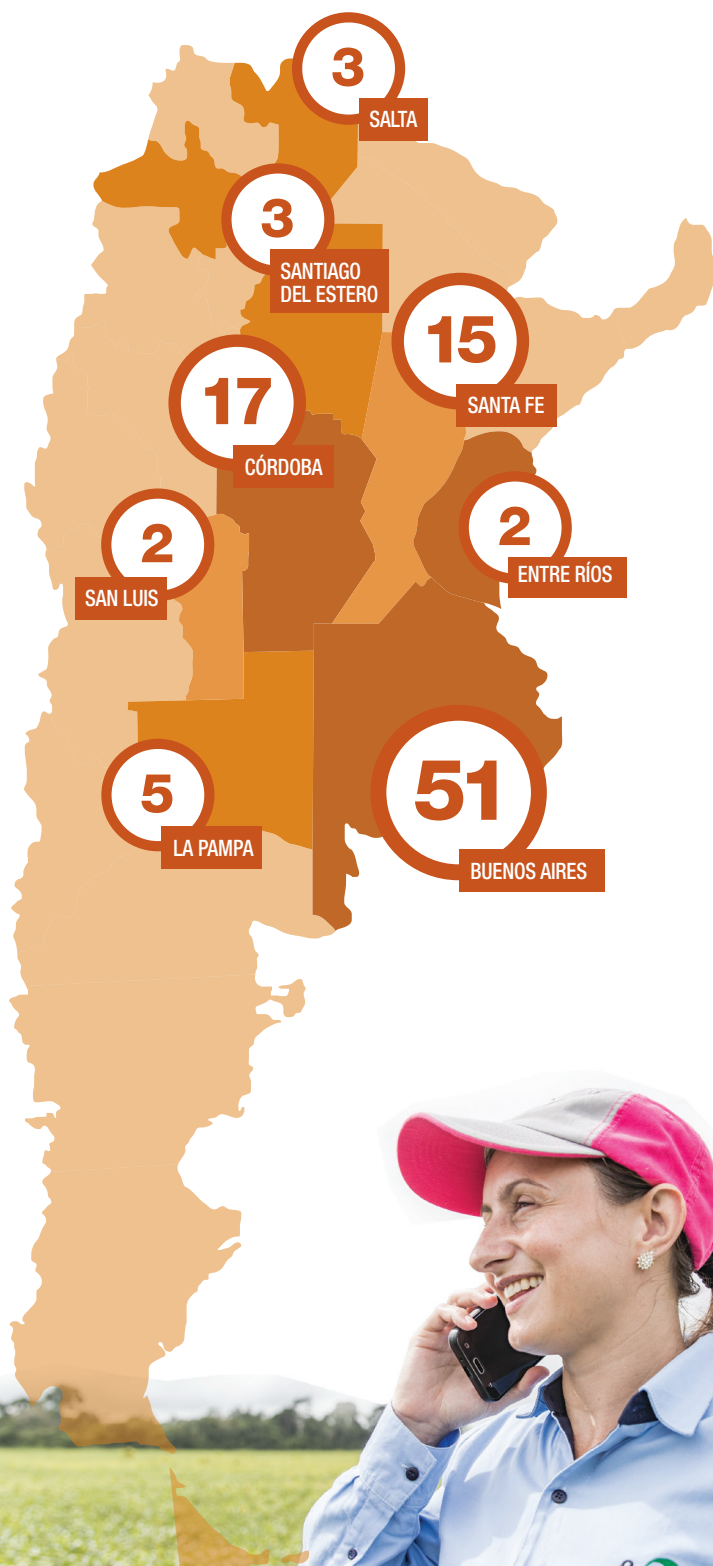 3
SALTA
3
SANTIAGO
DEL ESTERO
15
SANTA FE
17
CÓRDOBA
2
ENTRE RÍOS
2
SAN LUIS
5
LA PAMPA
51
BUENOS AIRES